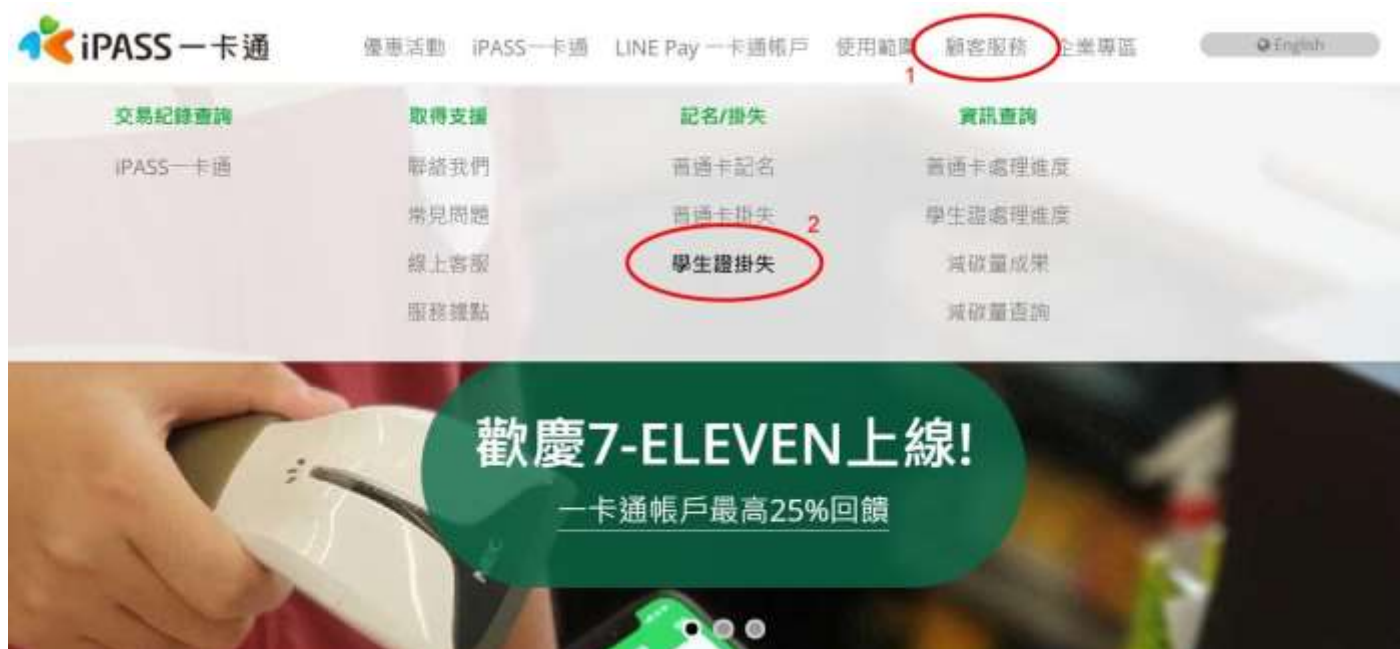 iPASS 一卡通
優惠活動 iPASS一卡通 LINE Pay 一卡通帳戶 使用範圍 顧客服務 企業專區 English
1
交易紀錄查詢 取得支援 記名/掛失 資訊查詢
iPASS一卡通 聯絡我們 普通卡記名 普通卡處理進度
常見問題 普通卡掛失 學生證處理進度
2
線上客服 學生證掛失 減碳量成果
服務據點 減碳量查詢
歡慶7-ELEVEN上線!
一卡通帳戶最高25%回饋